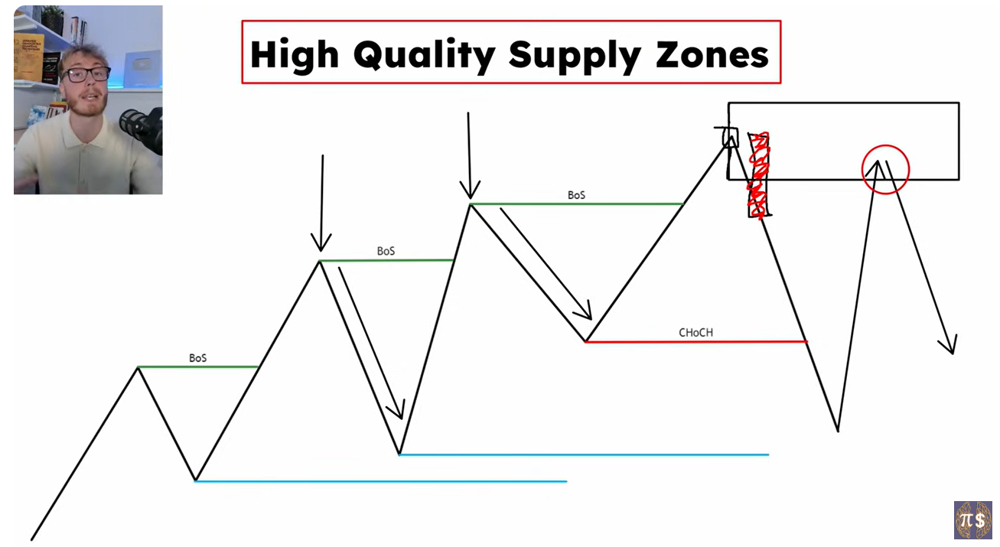 High Quality Supply Zones
BoS
BoS
BoS
CHoCH
π$